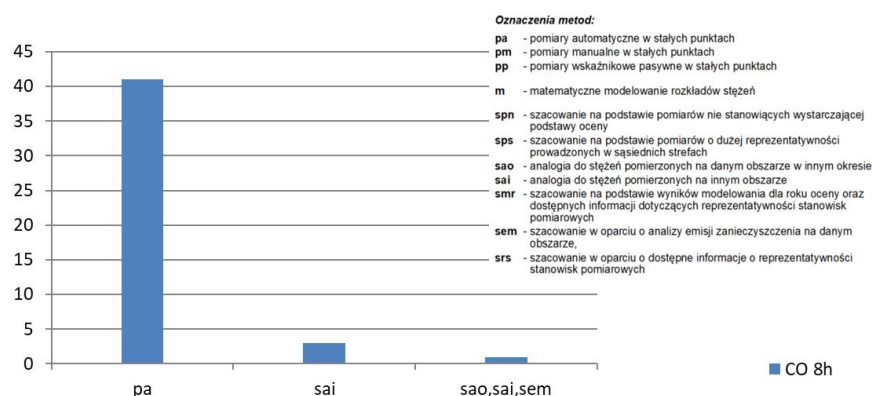 Oznaczenia metod:
pa - pomiary automatyczne w stałych punktach
pm - pomiary manualne w stałych punktach
pp - pomiary wskaźnikowe pasywne w stałych punktach
m - matematyczne modelowanie rozkładów stężeń
spn - szacowanie na podstawie pomiarów nie stanowiących wystarczającej
podstawy oceny
sps - szacowanie na podstawie pomiarów o dużej reprezentatywności
prowadzonych w sąsiednich strefach
sao - analogia do stężeń pomierzonych na danym obszarze w innym okresie
sai - analogia do stężeń pomierzonych na innym obszarze
smr - szacowanie na podstawie wyników modelowania dla roku oceny oraz
dostępnych informacji dotyczących reprezentatywności stanowisk
pomiarowych
sem - szacowanie w oparciu o analizy emisji zanieczyszczenia na danym
obszarze,
srs - szacowanie w oparciu o dostępne informacje o reprezentatywności
stanowisk pomiarowych
45
40
35
30
25
20
15
10
5
0
pa sai sao,sai,sem
CO 8h